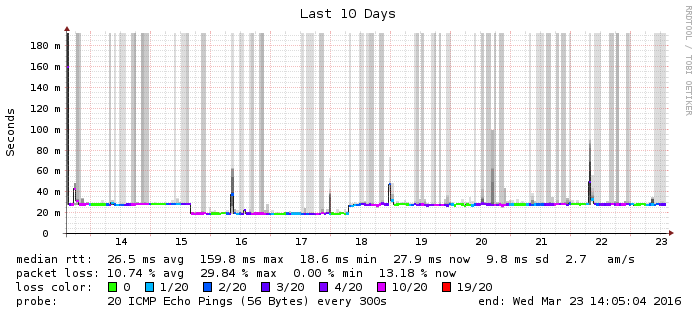 Last 10 Days
RRDTOOL / TOBI OETIKER
Seconds
180 m
160 m
140 m
120 m
100 m
80 m
60 m
40 m
20 m
0
14 15 16 17 18 19 20 21 22 23
median rtt: 26.5 ms avg 159.8 ms max 18.6 ms min 27.9 ms now 9.8 ms sd 2.7 am/s
packet loss: 10.74 % avg 29.84 % max 0.00 % min 13.18 % now
loss color: 0 1/20 2/20 3/20 4/20 10/20 19/20
probe: 20 ICMP Echo Pings (56 Bytes) every 300s end: Wed Mar 23 14:05:04 2016